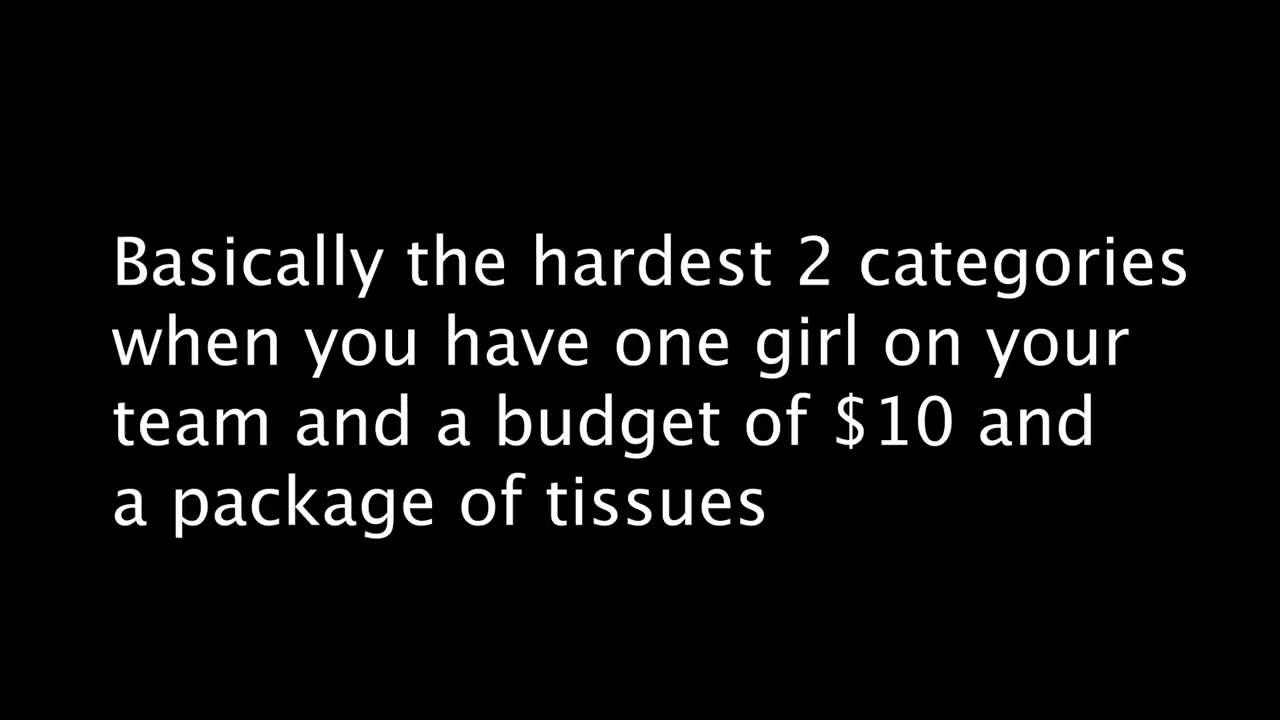 Basically the hardest 2 categories
when you have one girl on your
team and a budget of $10 and
a package of tissues